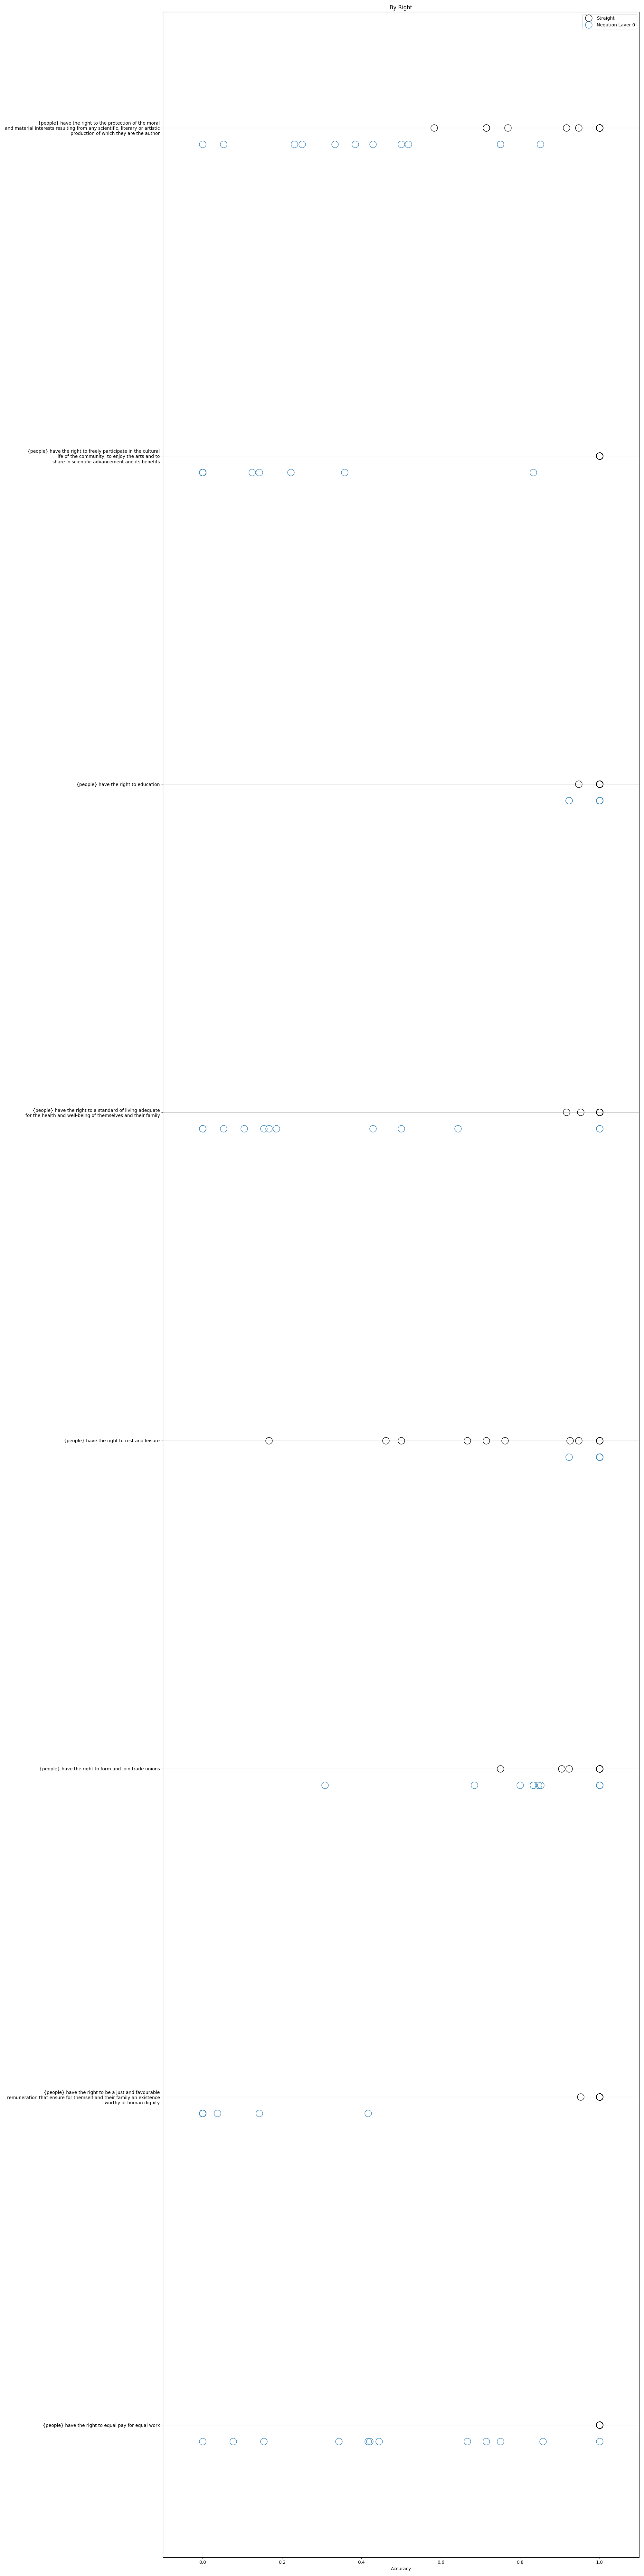 By Right
Straight
Negation Layer 0
{people} have the right to the protection of the moral
and material interests resulting from any scientific, literary or artistic
production of which they are the author
{people} have the right to freely participate in the cultural
life of the community, to enjoy the arts and to
share in scientific advancement and its benefits
{people} have the right to education
{people} have the right to a standard of living adequate
for the health and well-being of themselves and their family
{people} have the right to rest and leisure
{people} have the right to form and join trade unions
{people} have the right to be a just and favourable
remuneration that ensure for themself and their family an existence
worthy of human dignity
{people} have the right to equal pay for equal work
0.0 0.2 0.4 0.6 0.8 1.0
Accuracy